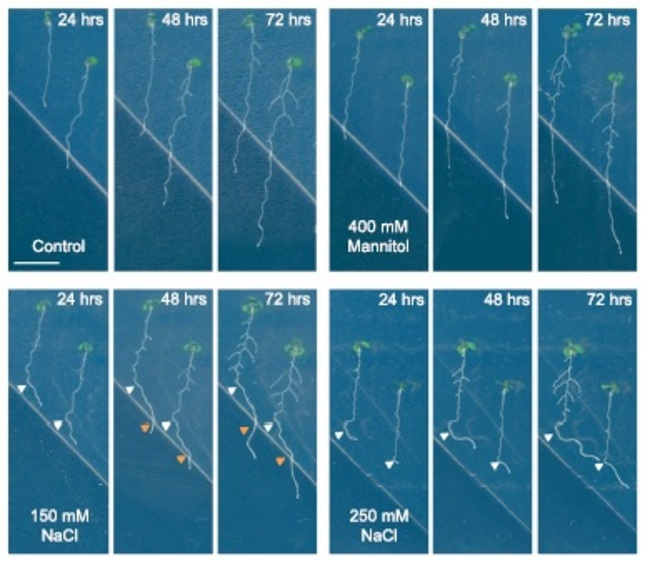 24 hrs 48 hrs 72 hrs 24 hrs 48 hrs 72 hrs
Control
400 mM
Mannitol
24 hrs 48 hrs 72 hrs 24 hrs 48 hrs 72 hrs
150 mM
NaCl
250 mM
NaCl